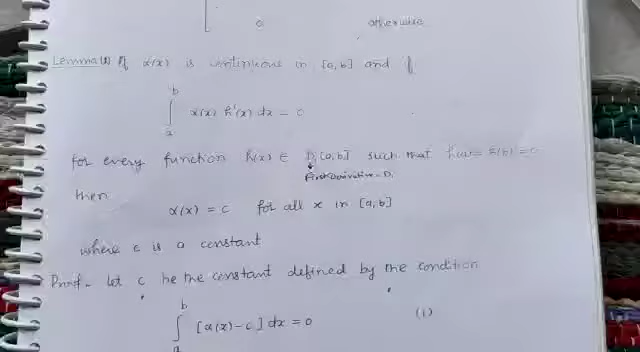 0 otherwise
Lemma(1) If α(x) is continuous in [a,b] and if
∫_a^b α(x) h'(x) dx = 0
for every function h(x) ∈ D₁[a,b] such that h(a) = h(b) = 0
First Derivative = D₁
then
α(x) = c for all x in [a,b]
where c is a constant
Proof - Let c be the constant defined by the condition
∫_a^b [α(x) - c] dx = 0 (1)